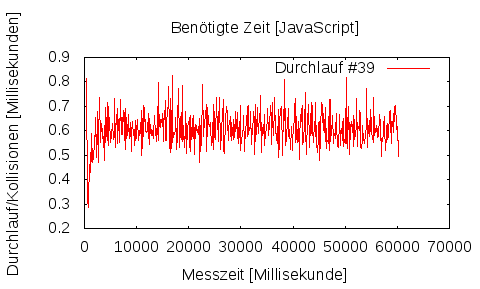 Benötigte Zeit [JavaScript]
Durchlauf/Kollisionen [Millisekunden]
Durchlauf #39
0.9
0.8
0.7
0.6
0.5
0.4
0.3
0.2
0 10000 20000 30000 40000 50000 60000 70000
Messzeit [Millisekunde]